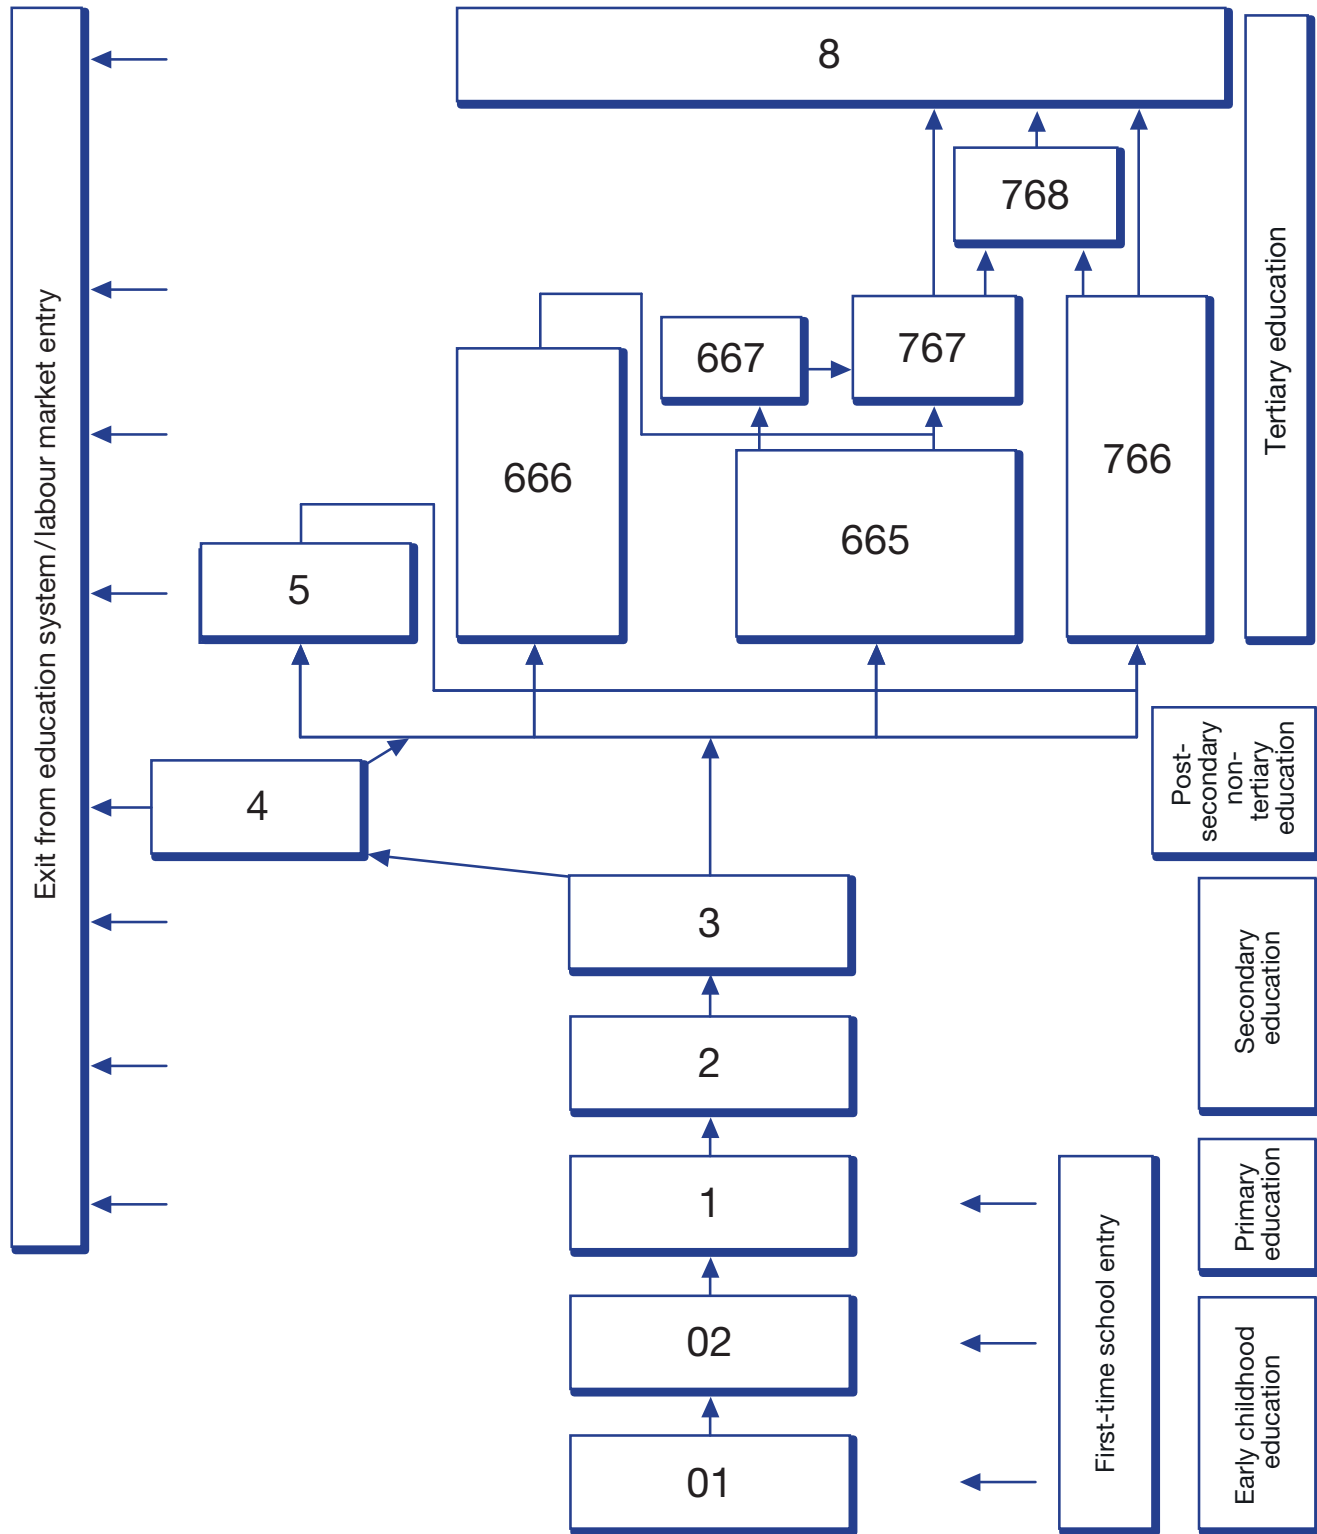 8
768
667
767
666
766
665
5
4
3
2
1
02
01
Exit from education system/labour market entry
First-time school entry
Tertiary education
Post-
secondary
non-
tertiary
education
Secondary
education
Primary
education
Early childhood
education